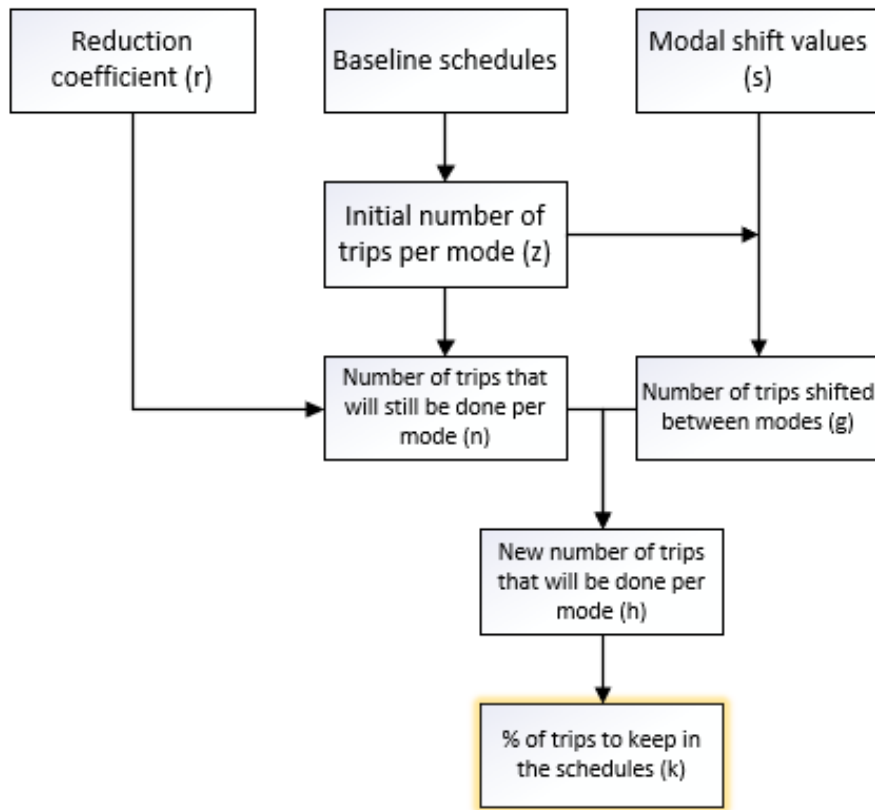 Reduction
coefficient (r)
Baseline schedules
Modal shift values
(s)
Initial number of
trips per mode (z)
Number of trips that
will still be done per
mode (n)
Number of trips shifted
between modes (g)
New number of trips
that will be done per
mode (h)
% of trips to keep in
the schedules (k)